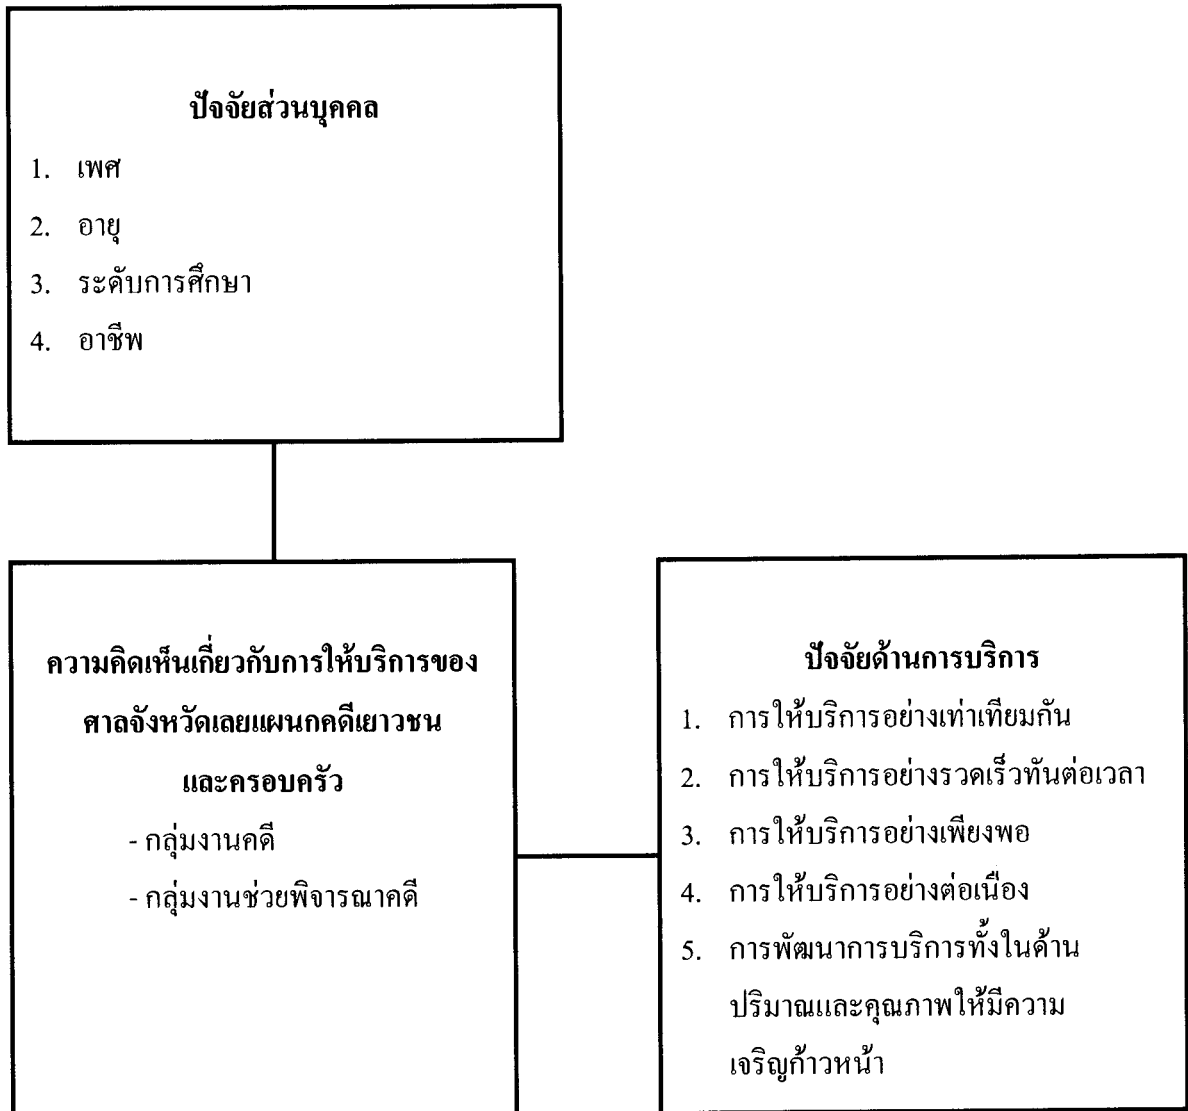 ปัจจัยส่วนบุคคล
1. เพศ
2. อายุ
3. ระดับการศึกษา
4. อาชีพ
ความคิดเห็นเกี่ยวกับการให้บริการของ
ศาลจังหวัดเลยแผนกคดีเยาวชน
และครอบครัว
- กลุ่มงานคดี
- กลุ่มงานช่วยพิจารณาคดี
ปัจจัยด้านการบริการ
1. การให้บริการอย่างเท่าเทียมกัน
2. การให้บริการอย่างรวดเร็วทันต่อเวลา
3. การให้บริการอย่างเพียงพอ
4. การให้บริการอย่างต่อเนื่อง
5. การพัฒนาการบริการทั้งในด้าน
ปริมาณและคุณภาพให้มีความ
เจริญก้าวหน้า